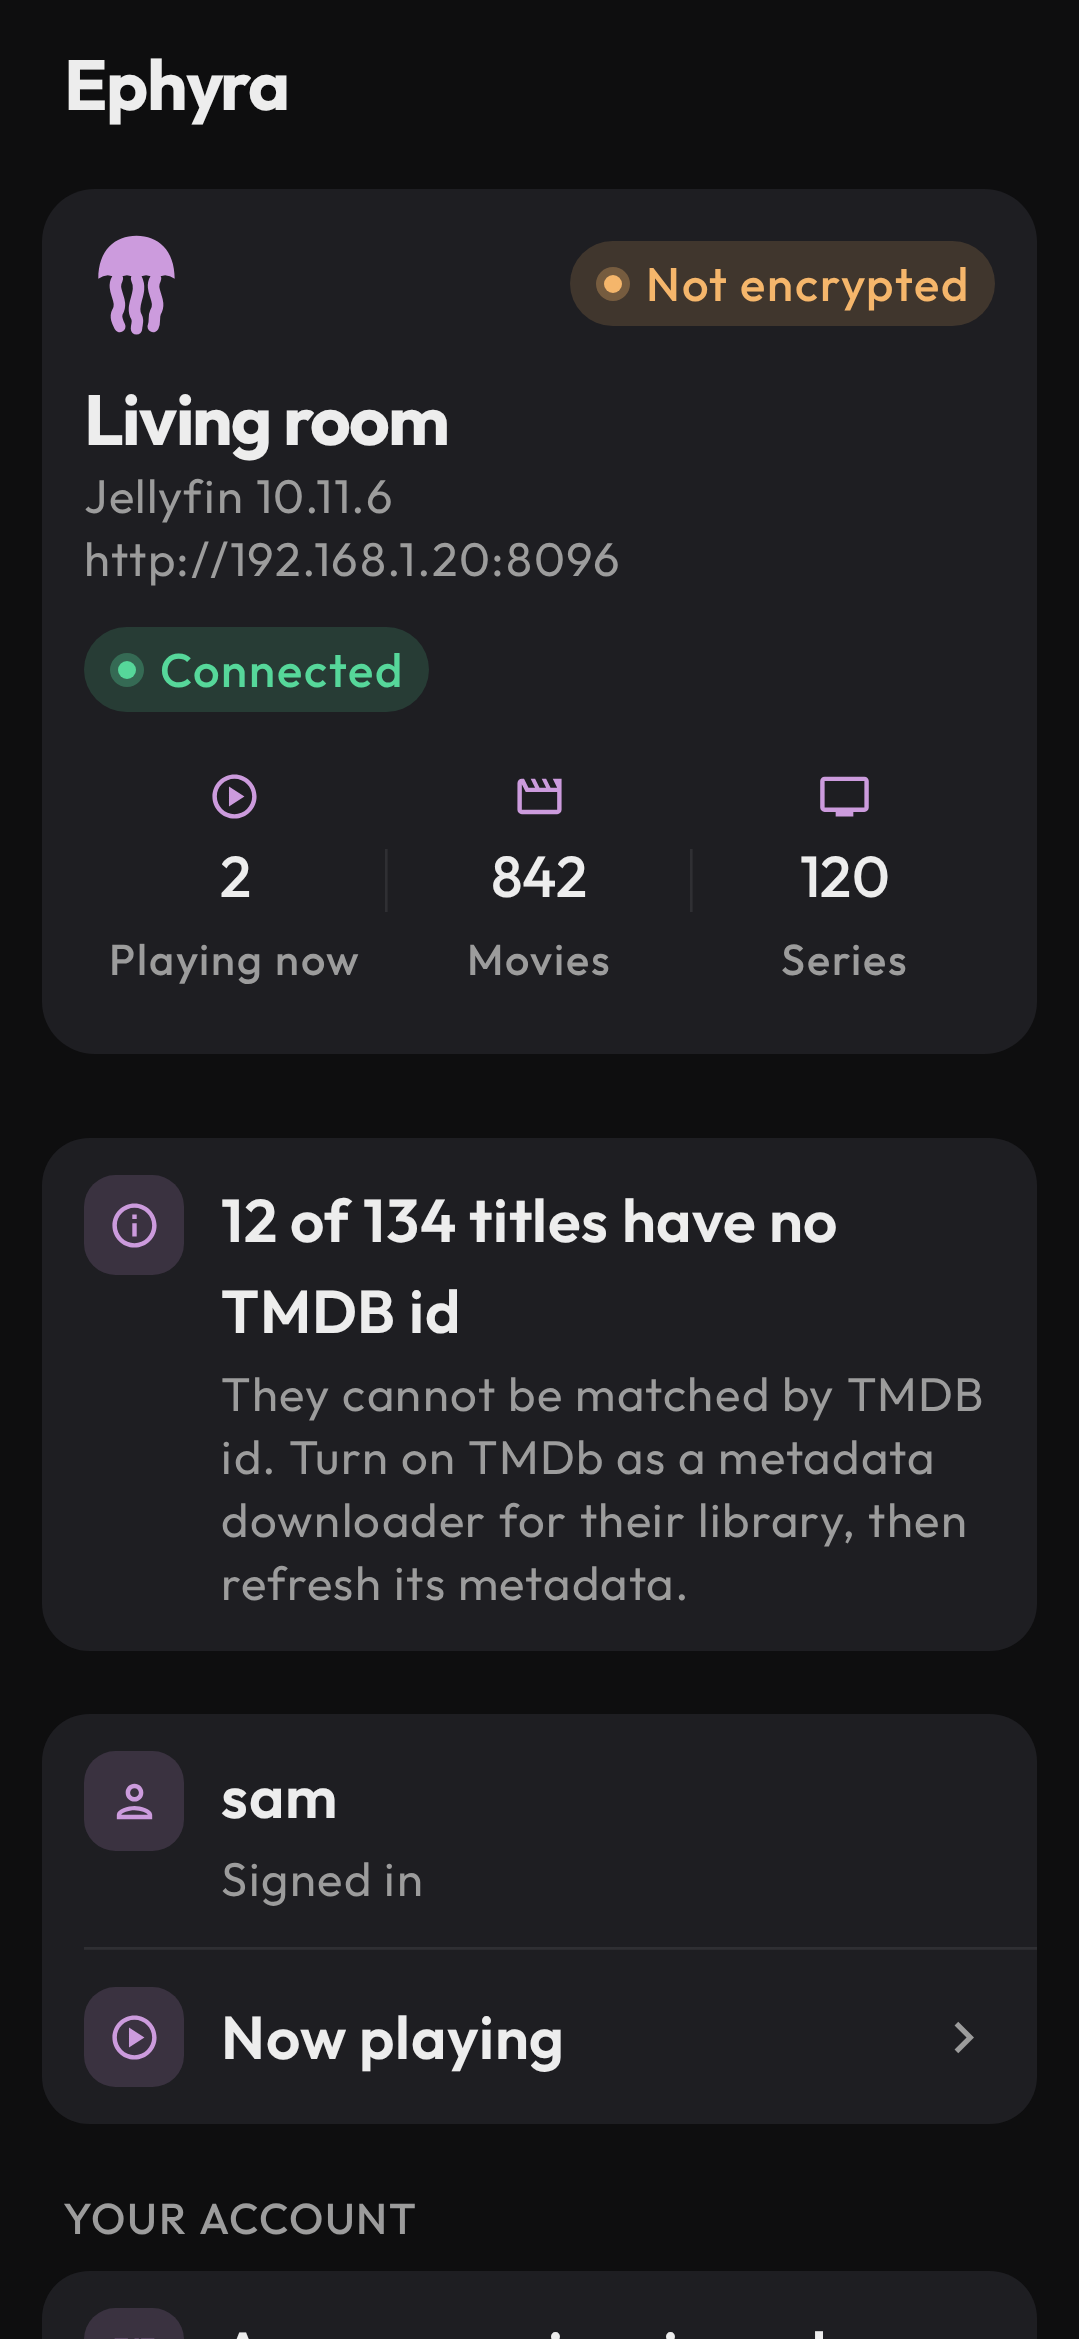 Ephyra
Not encrypted
Living room
Jellyfin 10.11.6
http://192.168.1.20:8096
Connected
2
842
120
Playing now
Movies
Series
12 of 134 titles have no
TMDB id
They cannot be matched by TMDB
id. Turn on TMDb as a metadata
downloader for their library, then
refresh its metadata.
sam
Signed in
Now playing
YOUR ACCOUNT